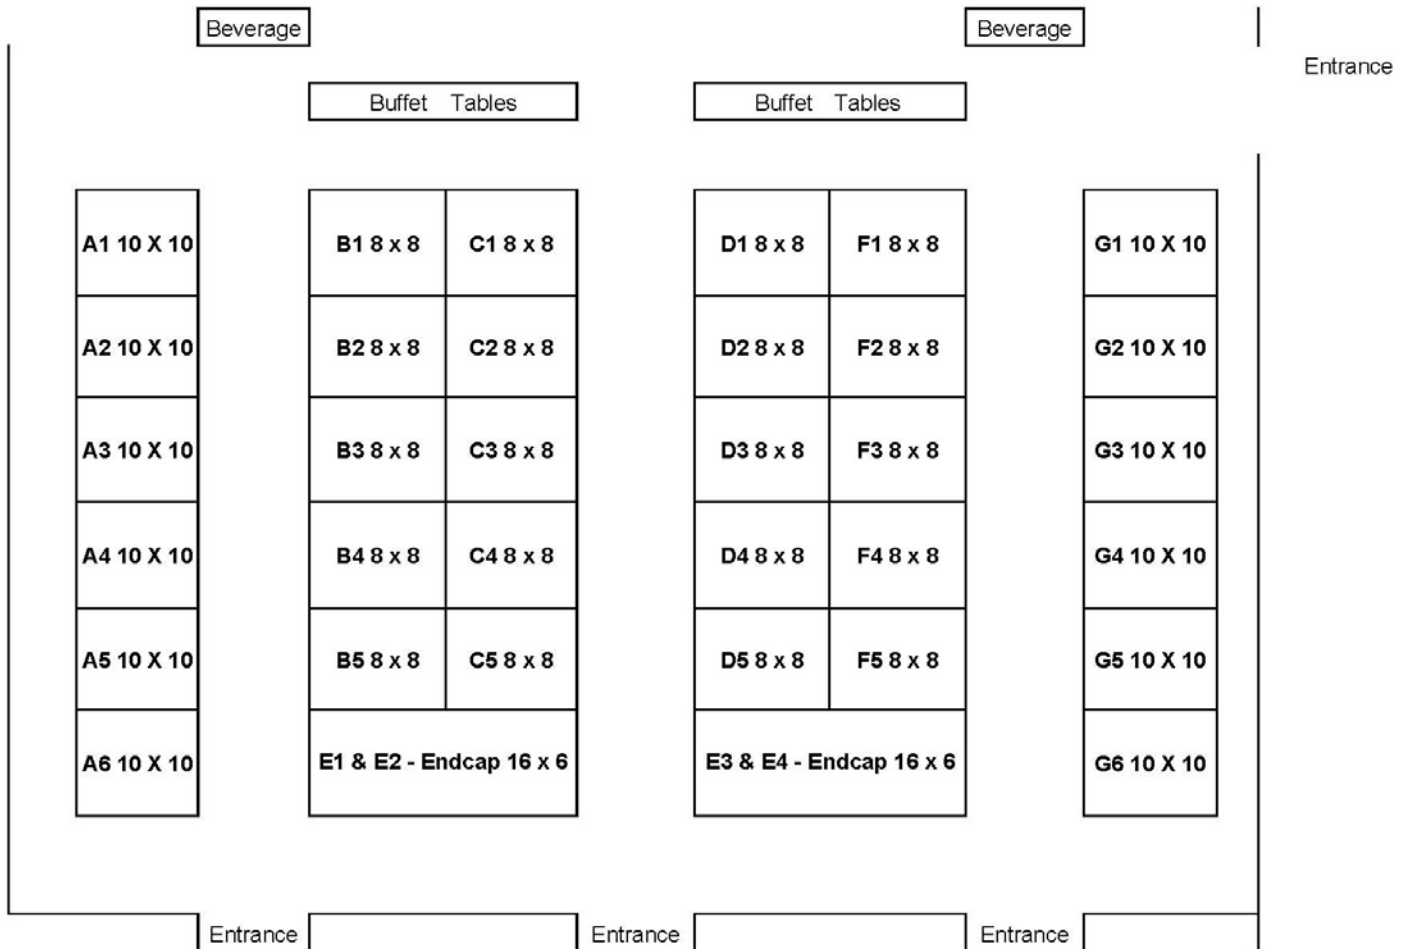 Beverage
Beverage
Entrance
Buffet Tables
Buffet Tables
A1 10 X 10
B1 8 x 8
C1 8 x 8
D1 8 x 8
F1 8 x 8
G1 10 X 10
A2 10 X 10
B2 8 x 8
C2 8 x 8
D2 8 x 8
F2 8 x 8
G2 10 X 10
A3 10 X 10
B3 8 x 8
C3 8 x 8
D3 8 x 8
F3 8 x 8
G3 10 X 10
A4 10 X 10
B4 8 x 8
C4 8 x 8
D4 8 x 8
F4 8 x 8
G4 10 X 10
A5 10 X 10
B5 8 x 8
C5 8 x 8
D5 8 x 8
F5 8 x 8
G5 10 X 10
A6 10 X 10
E1 & E2 - Endcap 16 x 6
E3 & E4 - Endcap 16 x 6
G6 10 X 10
Entrance
Entrance
Entrance